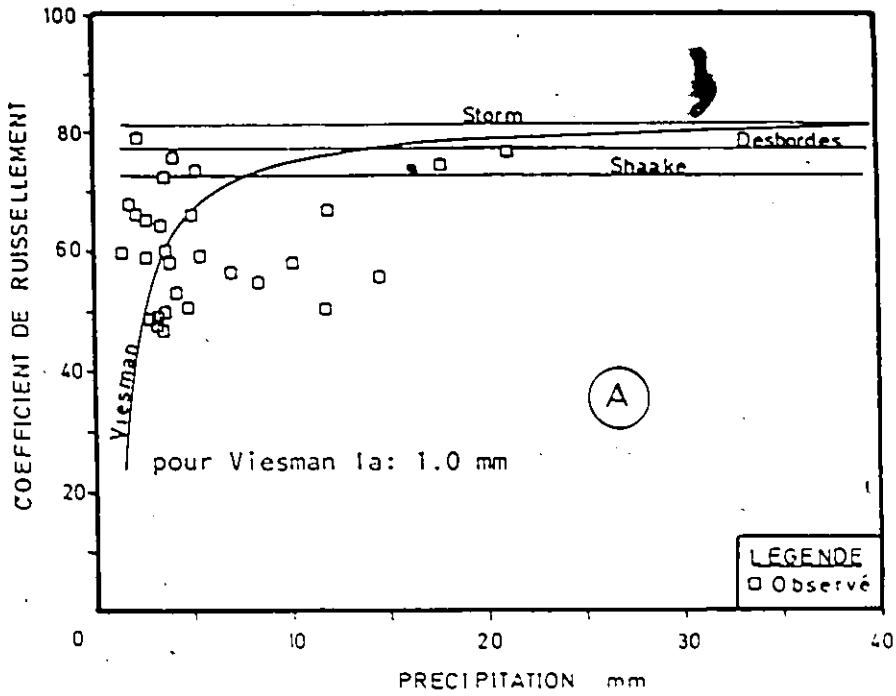 COEFFICIENT DE RUISSELLEMENT
100
80
60
40
20
0
10
20
30
40
PRECIPITATION mm
Storm
Desbordes
Shaake
Viesman
A
pour Viesman Ia: 1.0 mm
LEGENDE
Observé